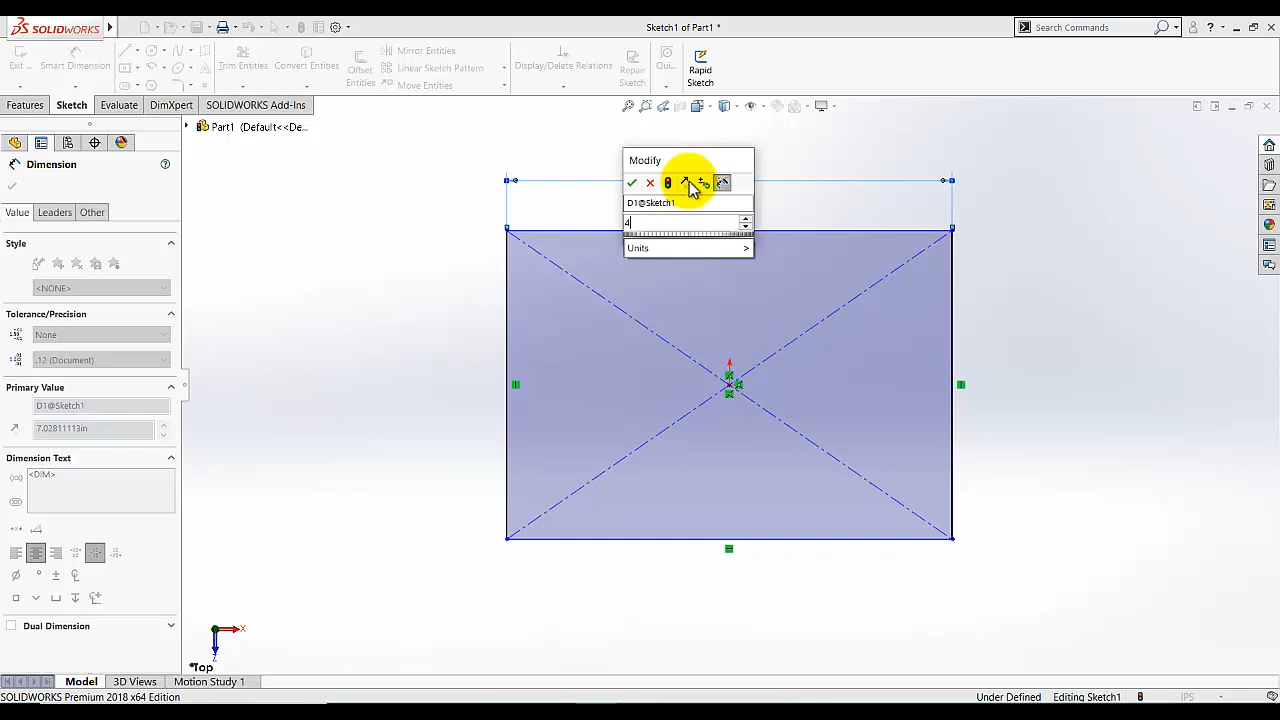 SOLIDWORKS
Sketch1 of Part1 *
Search Commands
?
Exit ...
Smart Dimension
Trim Entities
Convert Entities
Offset
Entities
Mirror Entities
Linear Sketch Pattern
Move Entities
Display/Delete Relations
Repair
Sketch
Qui...
Rapid
Sketch
Features
Sketch
Evaluate
DimXpert
SOLIDWORKS Add-Ins
Part1 (Default<<De...
Dimension
Value
Leaders
Other
Style
<NONE>
Tolerance/Precision
None
.12 (Document)
Primary Value
D1@Sketch1
7.02811113in
Dimension Text
<DIM>
Dual Dimension
Modify
D1@Sketch1
4
Units >
X
Z
*Top
Model
3D Views
Motion Study 1
SOLIDWORKS Premium 2018 x64 Edition
Under Defined
Editing Sketch1
IPS